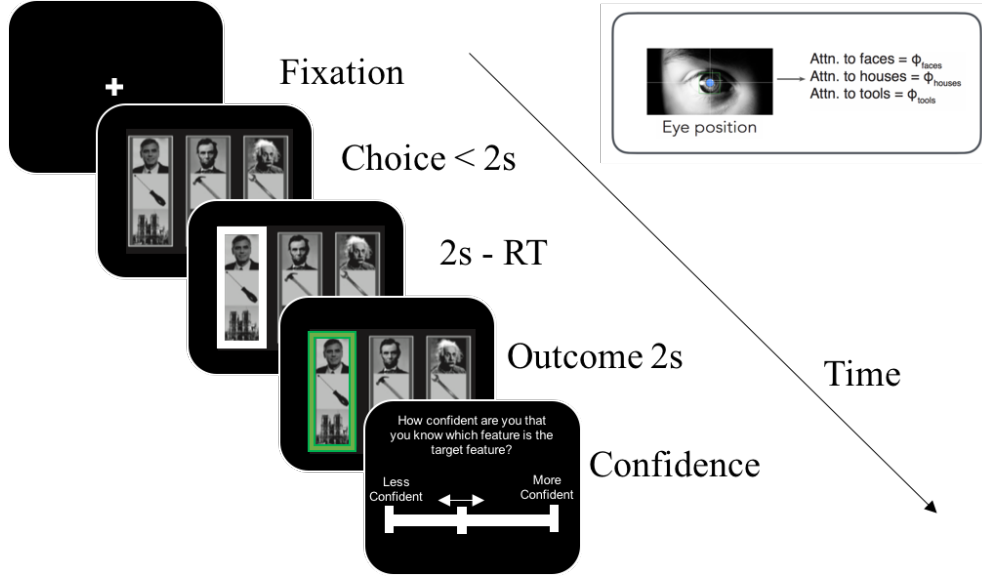 Fixation
Choice < 2s
2s - RT
Outcome 2s
Confidence
Time
How confident are you that
you know which feature is the
target feature?
Less
Confident
More
Confident
Attn. to faces = ϕfaces
Attn. to houses = ϕhouses
Attn. to tools = ϕtools
Eye position